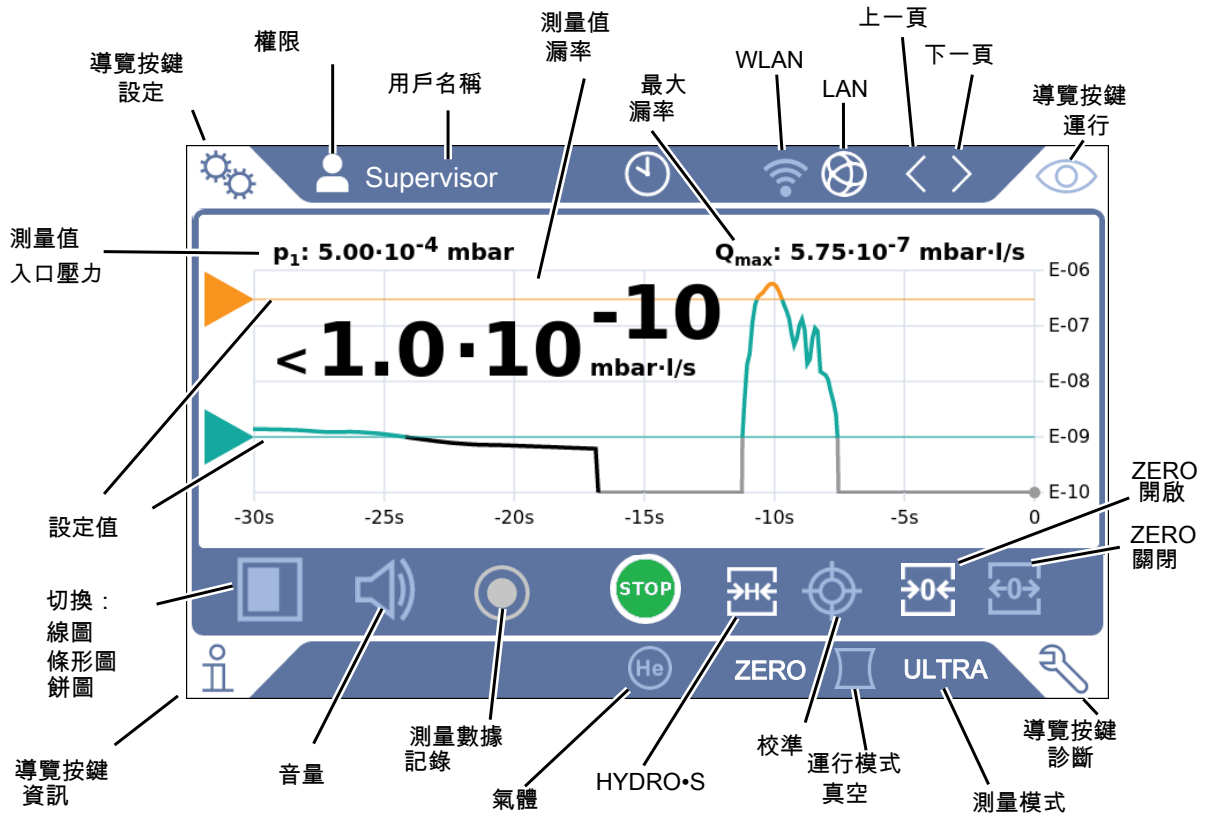 上一頁
測量值
漏率
權限
下一頁
WLAN
導覽按鍵
設定
用戶名稱
最大
漏率
LAN
導覽按鍵
運行
Supervisor
測量值
入口壓力
p₁: 5.00·10⁻⁴ mbar
Qmax: 5.75·10⁻⁷ mbar·l/s
E-06
<1.0·10⁻¹⁰
mbar·l/s
E-07
E-08
E-09
E-10
-30s
-25s
-20s
-15s
-10s
-5s
0
ZERO
開啟
設定值
ZERO
關閉
STOP
→H←
→0←
←0→
切換：
線圖
條形圖
餅圖
He
ZERO
ULTRA
導覽按鍵
資訊
音量
測量數據
記錄
氣體
HYDRO•S
校準
運行模式
真空
測量模式
導覽按鍵
診斷